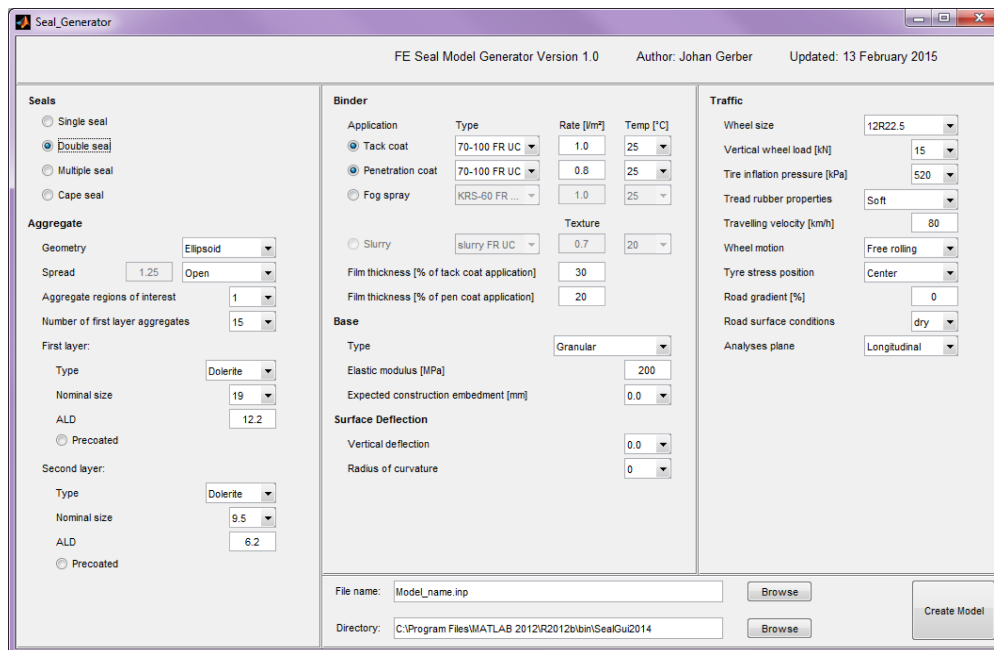 Seal_Generator
FE Seal Model Generator Version 1.0 Author: Johan Gerber Updated: 13 February 2015
Seals
Single seal
Double seal
Multiple seal
Cape seal
Aggregate
Geometry Ellipsoid
Spread 1.25 Open
Aggregate regions of interest 1
Number of first layer aggregates 15
First layer:
Type Dolerite
Nominal size 19
ALD 12.2
Precoated
Second layer:
Type Dolerite
Nominal size 9.5
ALD 6.2
Precoated
Binder
Application Type Rate [l/m²] Temp [°C]
Tack coat 70-100 FR UC 1.0 25
Penetration coat 70-100 FR UC 0.8 25
Fog spray KRS-60 FR ... 1.0 25
Texture
Slurry slurry FR UC 0.7 20
Film thickness [% of tack coat application] 30
Film thickness [% of pen coat application] 20
Base
Type Granular
Elastic modulus [MPa] 200
Expected construction embedment [mm] 0.0
Surface Deflection
Vertical deflection 0.0
Radius of curvature 0
Traffic
Wheel size 12R22.5
Vertical wheel load [kN] 15
Tire inflation pressure [kPa] 520
Tread rubber properties Soft
Travelling velocity [km/h] 80
Wheel motion Free rolling
Tyre stress position Center
Road gradient [%] 0
Road surface conditions dry
Analyses plane Longitudinal
File name: Model_name.inp Browse
Directory: C:\Program Files\MATLAB 2012\R2012b\bin\SealGui2014 Browse
Create Model